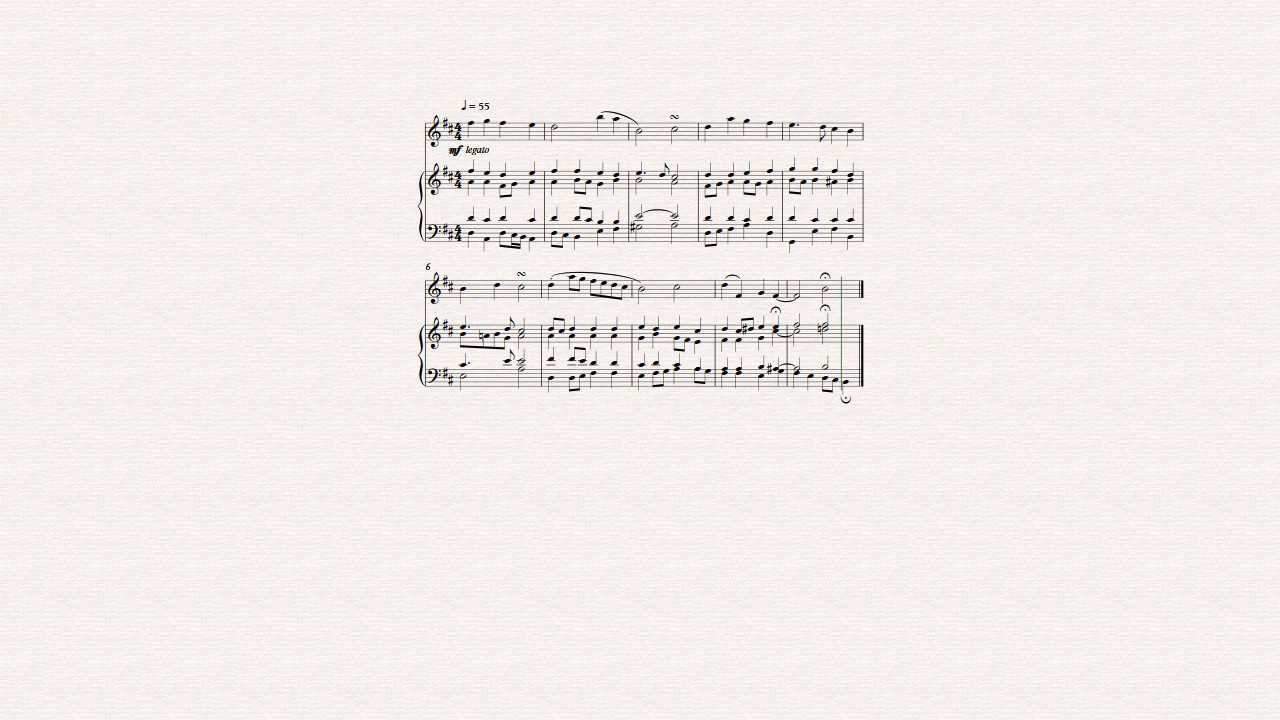 ♩ = 55
mf legato
6